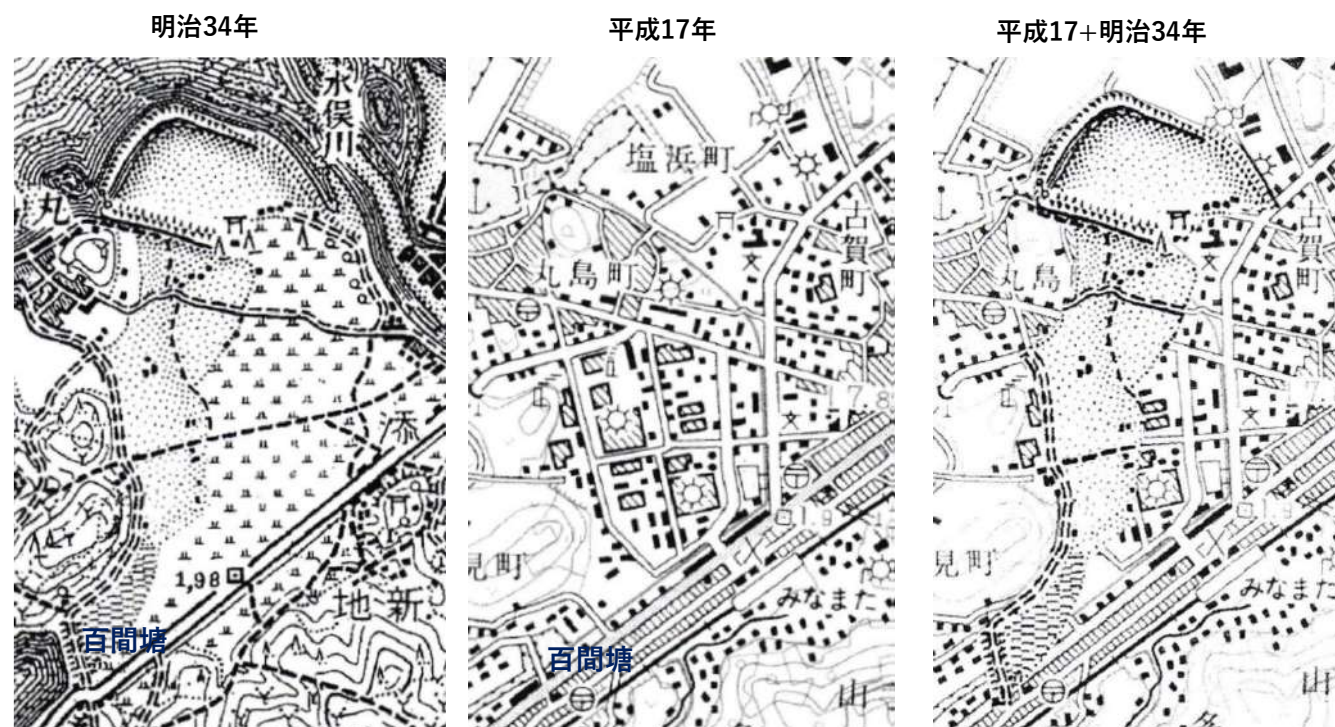 明治34年
平成17年
平成17+明治34年
水俣川
丸
添
1,98
新地
百間塘
塩浜町
古賀町
丸島町
17.8
見町
みなまた
百間塘
山
古賀町
丸島
見町
みなまた
山